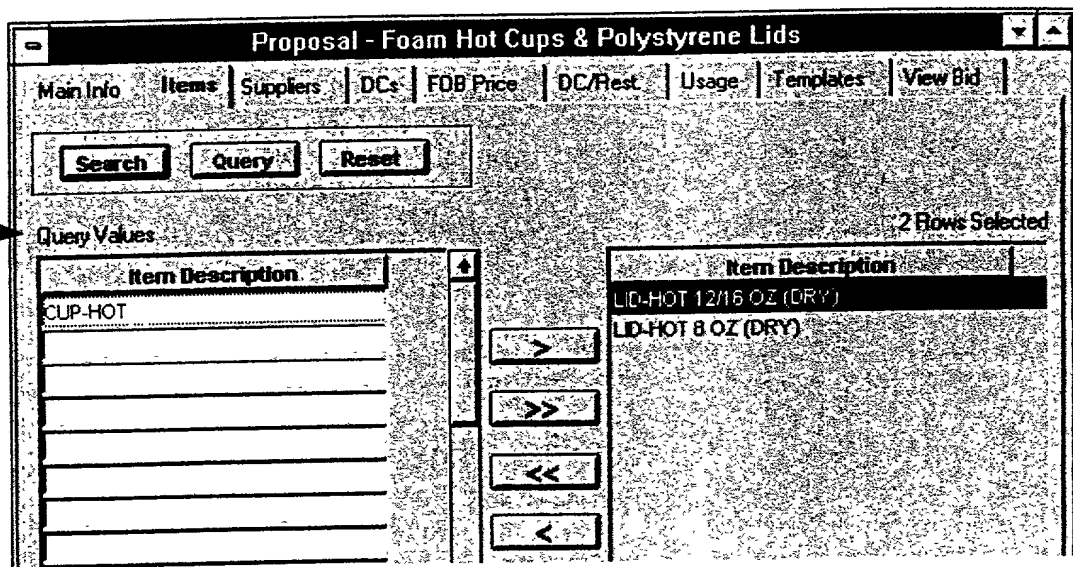 Proposal - Foam Hot Cups & Polystyrene Lids
Main Info Items Suppliers DCs FOB Price DC/Rest Usage Templates View Bid
Search Query Reset
Query Values 2 Rows Selected
Item Description Item Description
CUP-HOT LID-HOT 12/16 OZ (DRY)
LID-HOT 8 OZ (DRY)
>
>>
<<
<